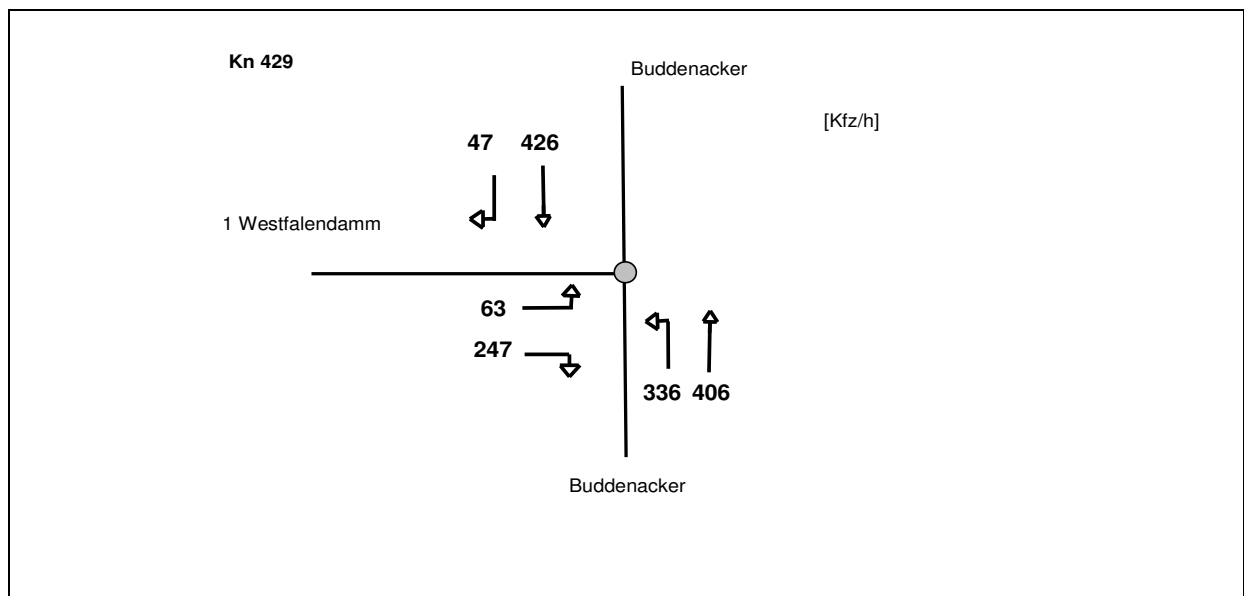 Kn 429
Buddenacker
[Kfz/h]
47 426
1 Westfalendamm
63
247
336 406
Buddenacker